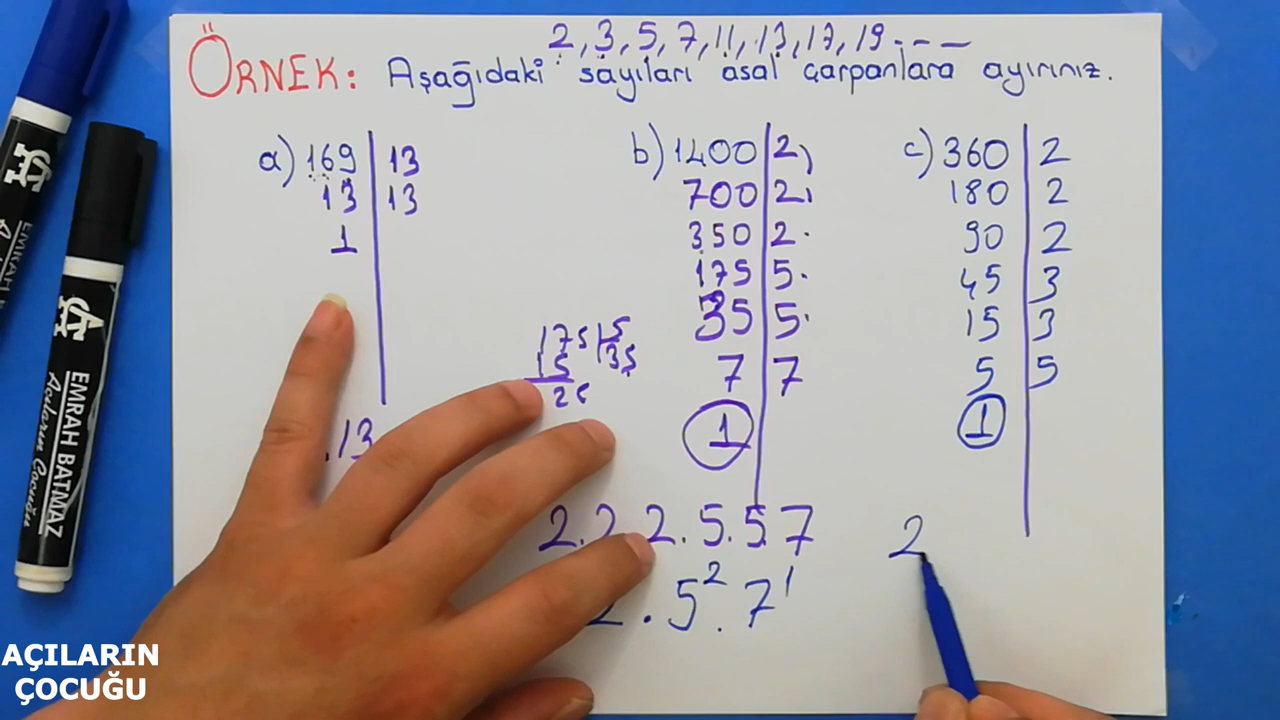 2, 3, 5, 7, 11, 13, 17, 19 - - -
ÖRNEK: Aşağıdaki sayıları asal çarpanlara ayırınız.
a) 169 | 13
13 | 13
1
.13
b) 1400 | 2
700 | 2
350 | 2
175 | 5
35 | 5
7 | 7
1
175 | 5
15 35
25
2.2.2.5.5.7
2 . 5² . 7¹
c) 360 | 2
180 | 2
90 | 2
45 | 3
15 | 3
5 | 5
1
2
EMRAH BATMAZ
Açıların Çocuğu
EMRAH
AÇILARIN
ÇOCUĞU